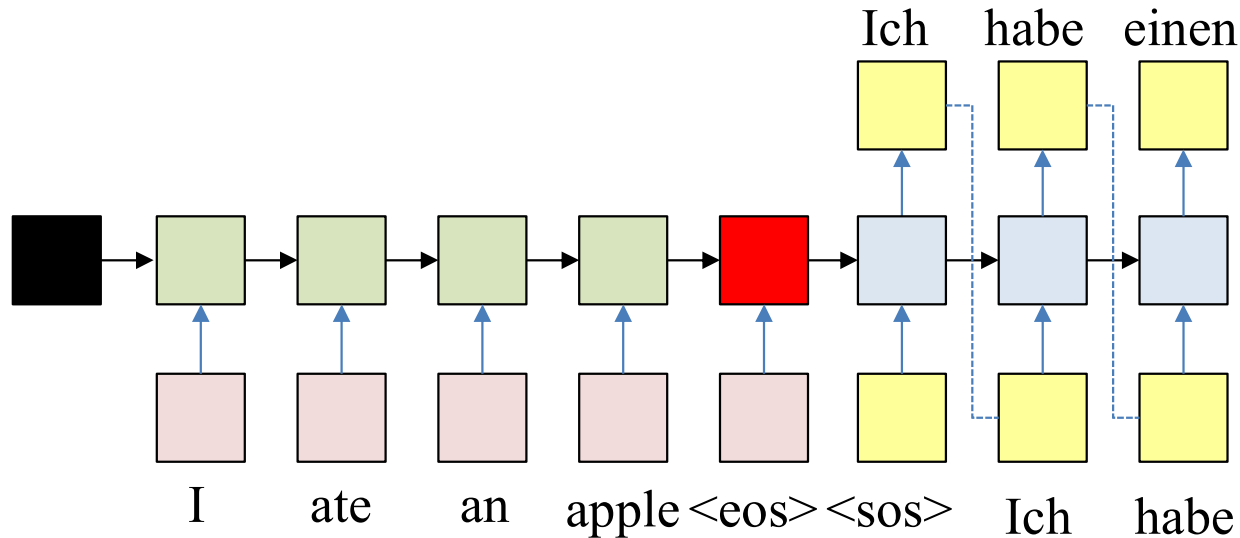 Ich habe einen
I ate an apple <eos> <sos> Ich habe